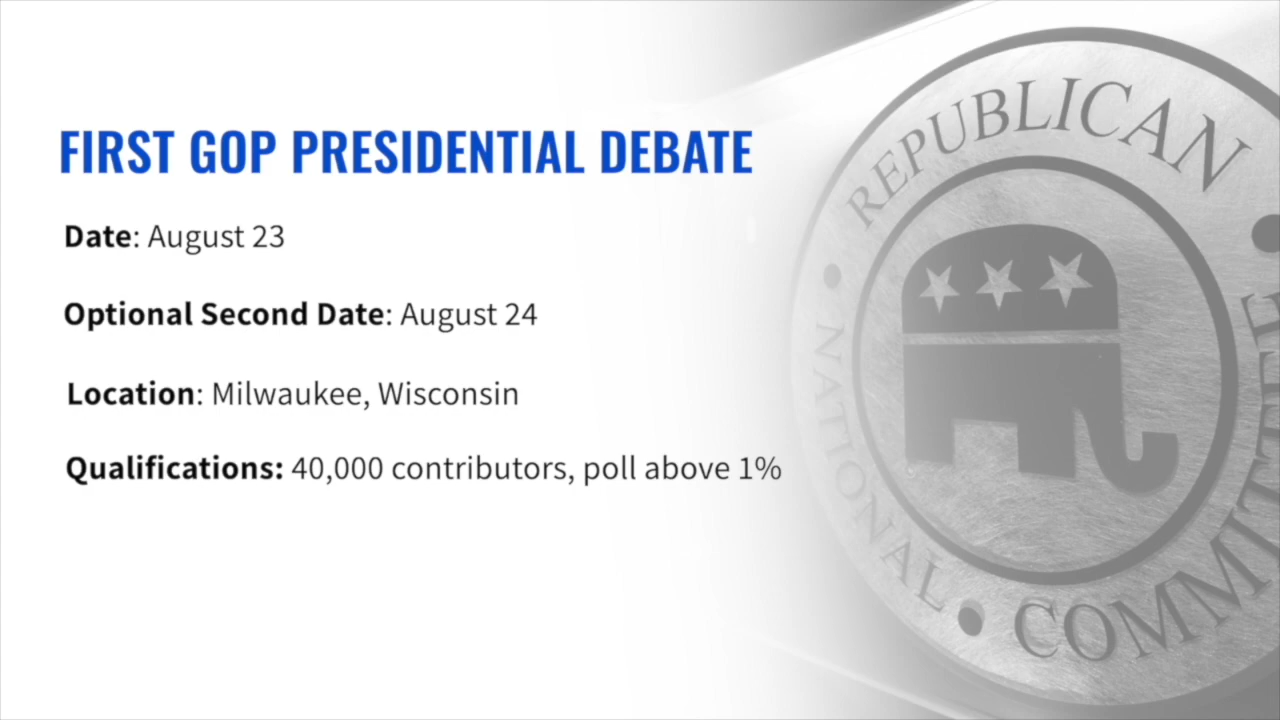 FIRST GOP PRESIDENTIAL DEBATE
Date: August 23
Optional Second Date: August 24
Location: Milwaukee, Wisconsin
Qualifications: 40,000 contributors, poll above 1%
REPUBLICAN
NATIONAL
COMMITTEE